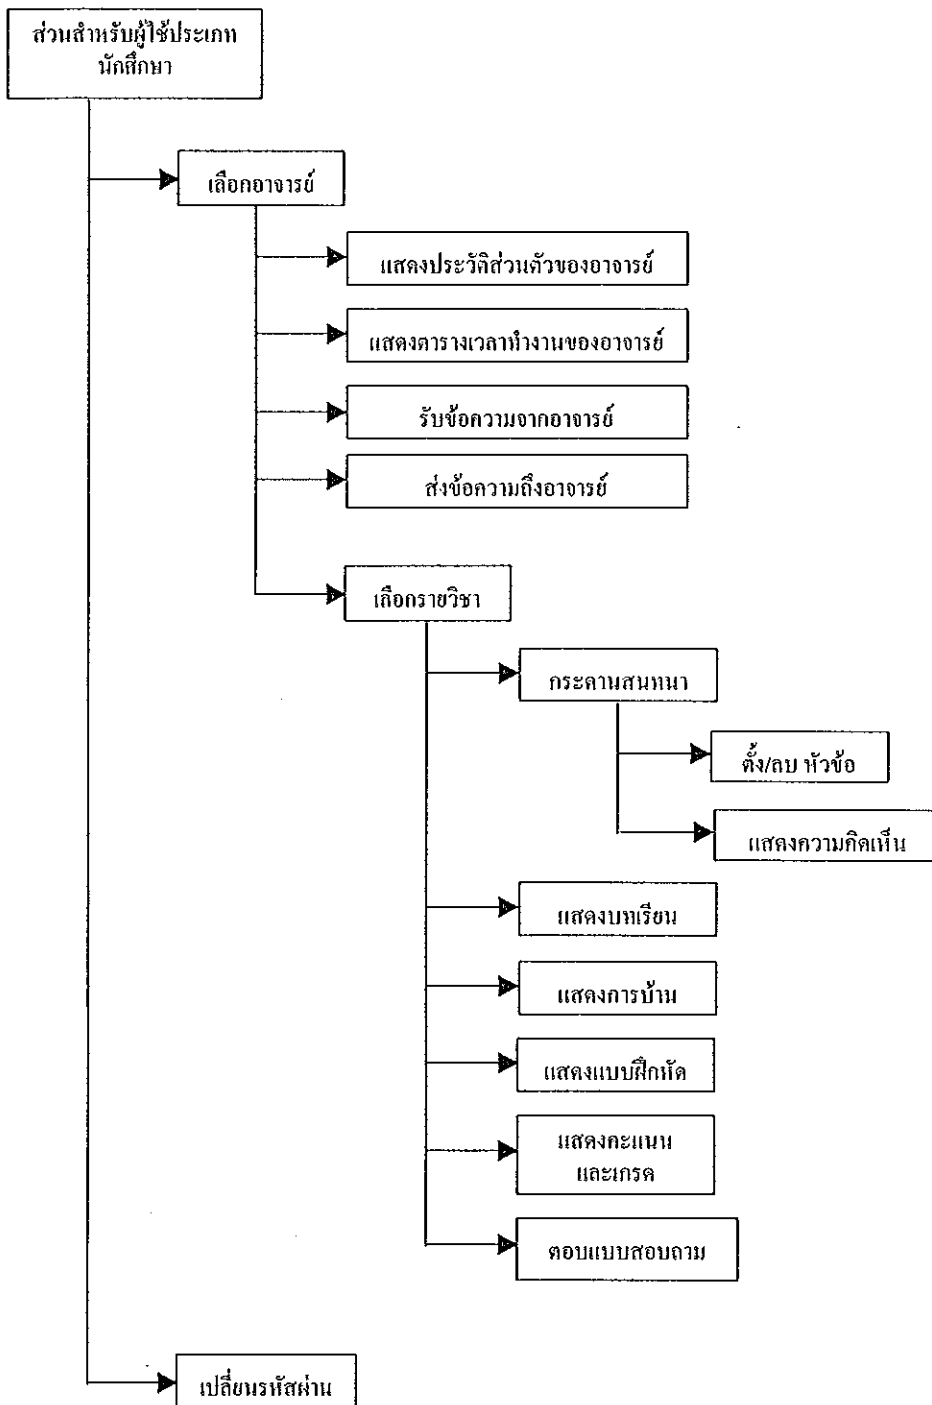 ส่วนสำหรับผู้ใช้ประเภท
นักศึกษา
เลือกอาจารย์
แสดงประวัติส่วนตัวของอาจารย์
แสดงตารางเวลาทำงานของอาจารย์
รับข้อความจากอาจารย์
ส่งข้อความถึงอาจารย์
เลือกรายวิชา
กระดานสนทนา
ตั้ง/ลบ หัวข้อ
แสดงความคิดเห็น
แสดงบทเรียน
แสดงการบ้าน
แสดงแบบฝึกหัด
แสดงคะแนน
และเกรด
ตอบแบบสอบถาม
เปลี่ยนรหัสผ่าน